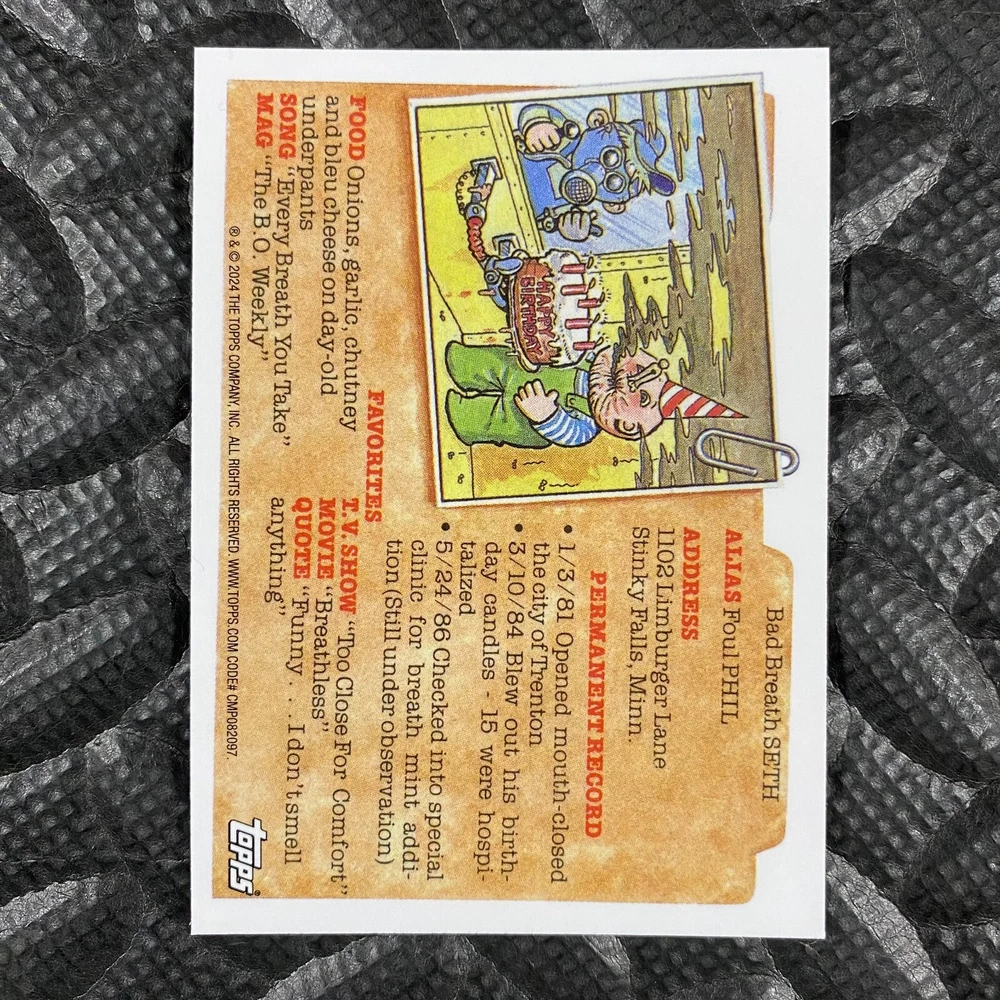 Bad Breath SETH
ALIAS Foul PHIL
ADDRESS
1102 Limburger Lane
Stinky Falls, Minn.
PERMANENT RECORD
• 1/3/81 Opened mouth-closed
the city of Trenton
• 3/10/84 Blew out his birth-
day candles - 15 were hospi-
talized
• 5/24/86 Checked into special
clinic for breath mint addi-
tion (Still under observation)
HAPPY
BIRTHDAY
FAVORITES
FOOD Onions, garlic, chutney
and bleu cheese on day-old
underpants
SONG "Every Breath You Take"
MAG "The B.O. Weekly"
T.V. SHOW "Too Close For Comfort"
MOVIE "Breathless"
QUOTE "Funny . . . I don't smell
anything"
® & © 2024 THE TOPPS COMPANY, INC. ALL RIGHTS RESERVED. WWW.TOPPS.COM CODE# CMP082097.
topps®